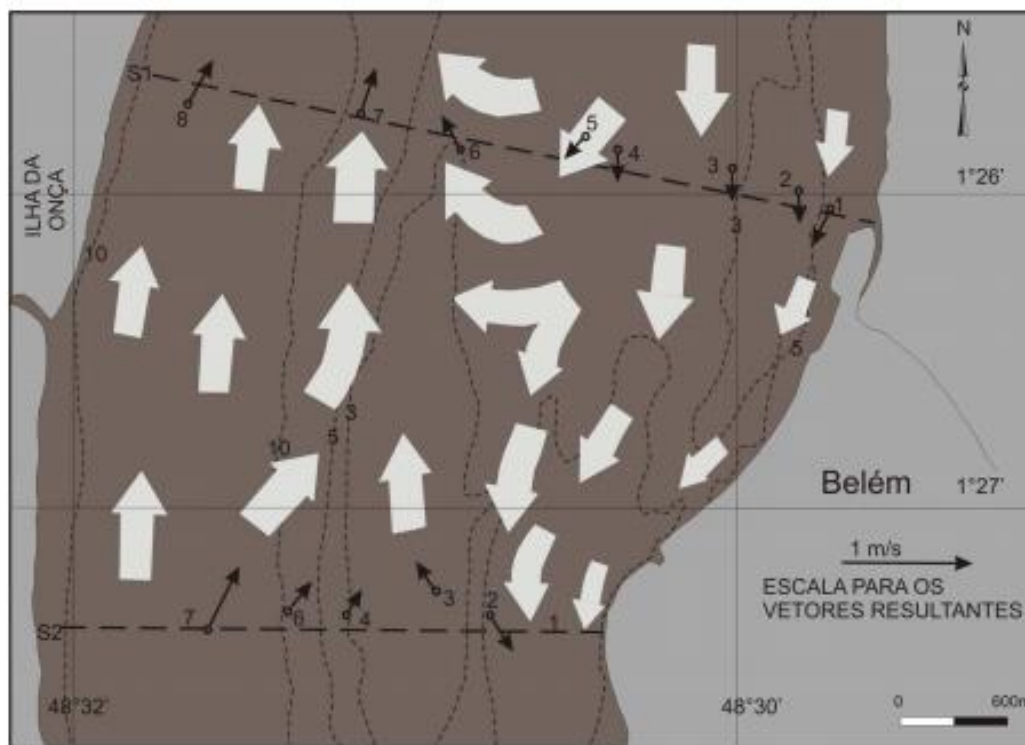 N
S1
8
7
6
5
4
3
2
1
1°26'
ILHA DA
ONÇA
3
10
5
3
5
10
Belém
1°27'
1 m/s
ESCALA PARA OS
VETORES RESULTANTES
S2
7
6
4
3
2
1
48°32'
48°30'
0
600m